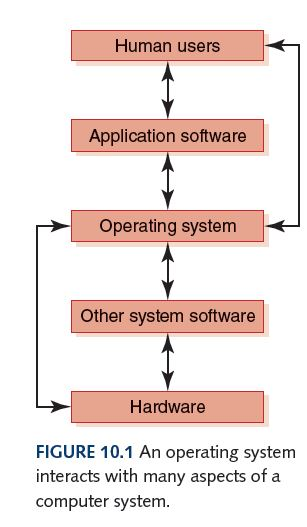 Human users
Application software
Operating system
Other system software
Hardware
FIGURE 10.1 An operating system
interacts with many aspects of a
computer system.